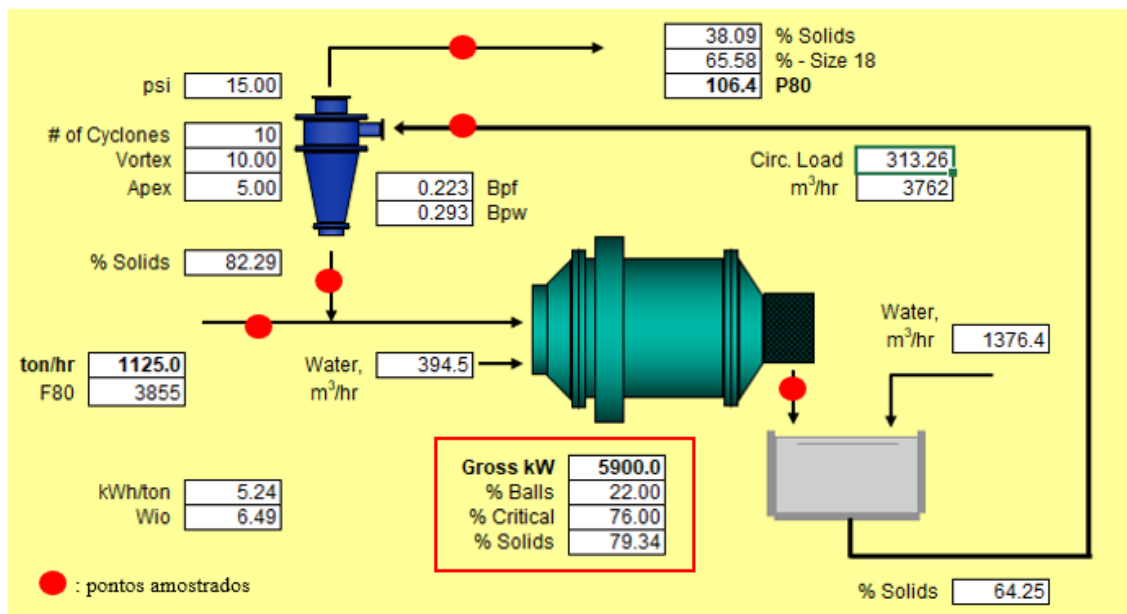 38.09 % Solids
65.58 % - Size 18
106.4 P80
psi 15.00
# of Cyclones 10
Vortex 10.00
Apex 5.00
0.223 Bpf
0.293 Bpw
Circ. Load 313.26
m³/hr 3762
% Solids 82.29
ton/hr 1125.0
F80 3855
Water, 394.5
m³/hr
Water,
m³/hr 1376.4
Gross kW 5900.0
% Balls 22.00
% Critical 76.00
% Solids 79.34
kWh/ton 5.24
Wio 6.49
: pontos amostrados
% Solids 64.25